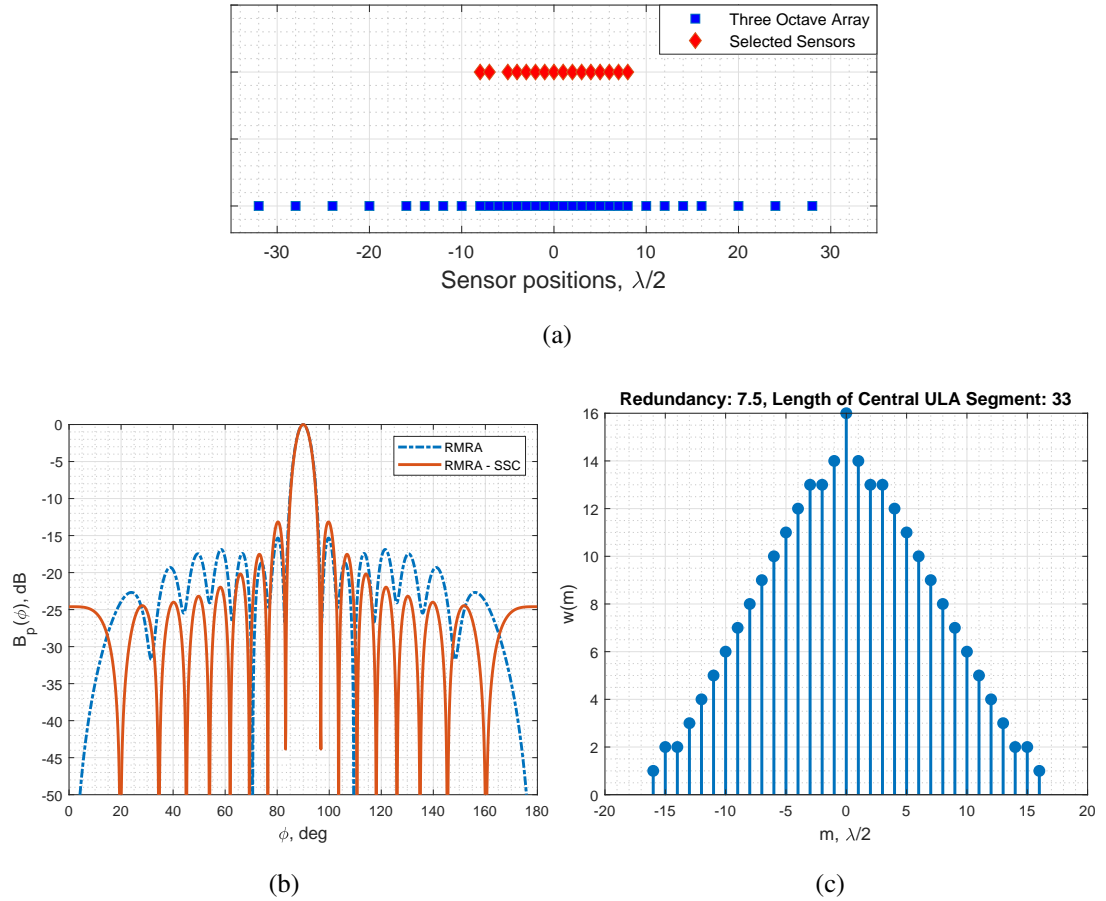 Three Octave Array
Selected Sensors
-30 -20 -10 0 10 20 30
Sensor positions, λ/2
(a)
0
-5
-10
-15
-20
-25
-30
-35
-40
-45
-50
B_p(ϕ), dB
RMRA
RMRA - SSC
0 20 40 60 80 100 120 140 160 180
ϕ, deg
(b)
Redundancy: 7.5, Length of Central ULA Segment: 33
16
14
12
10
8
6
4
2
0
w(m)
-20 -15 -10 -5 0 5 10 15 20
m, λ/2
(c)